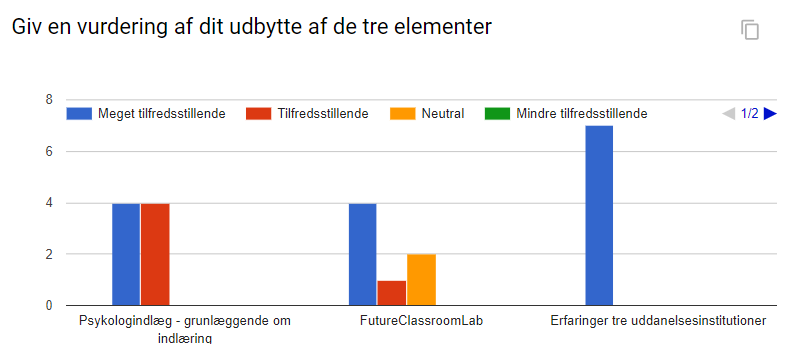 Giv en vurdering af dit udbytte af de tre elementer
8
Meget tilfredsstillende Tilfredsstillende Neutral Mindre tilfredsstillende 1/2
6
4
2
0
Psykologindlæg - grunlæggende om indlæring
FutureClassroomLab
Erfaringer tre uddanelsesinstitutioner